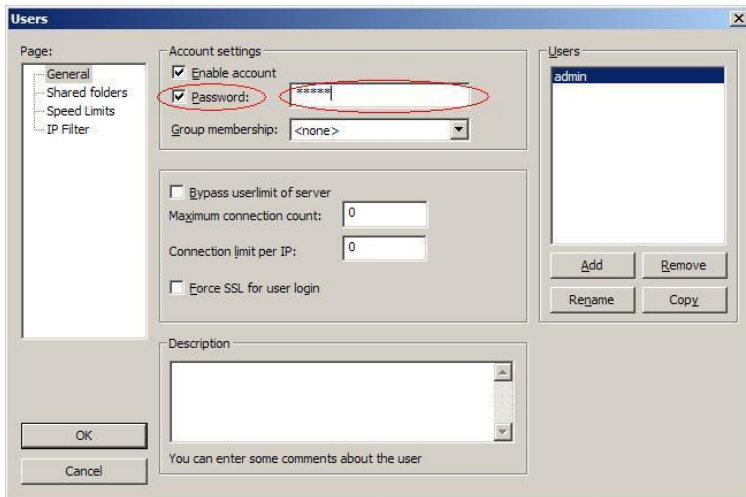 Users
Page:
General
Shared folders
Speed Limits
IP Filter
OK
Cancel
Account settings
Enable account
Password: *****
Group membership: <none>
Bypass userlimit of server
Maximum connection count: 0
Connection limit per IP: 0
Force SSL for user login
Description
You can enter some comments about the user
Users
admin
Add Remove
Rename Copy